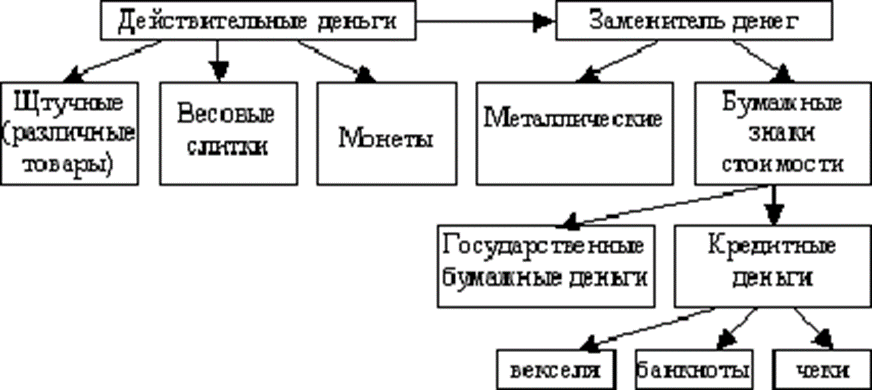 Действительные деньги
Заменитель денег
Щтучные
(различные
товары)
Весовые
слитки
Монеты
Металлические
Бумажные
знаки
стоимости
Государственные
бумажные деньги
Кредитные
деньги
векселя
банкноты
чеки